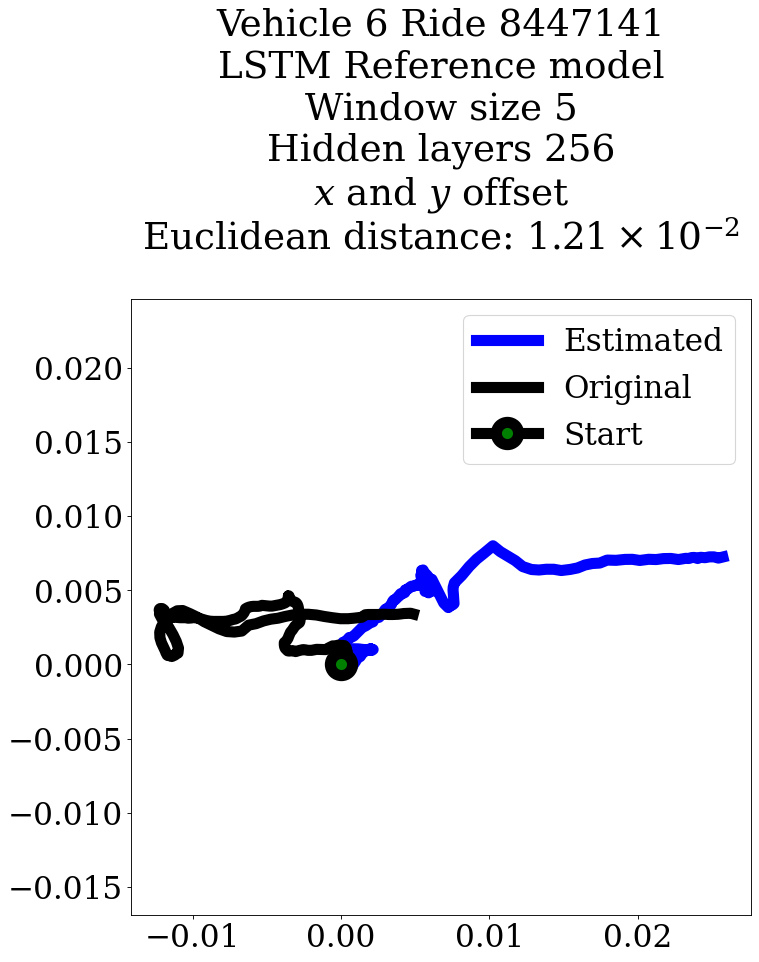 Vehicle 6 Ride 8447141
LSTM Reference model
Window size 5
Hidden layers 256
x and y offset
Euclidean distance: 1.21 × 10⁻²
Estimated
Original
Start
0.020
0.015
0.010
0.005
0.000
−0.005
−0.010
−0.015
−0.01 0.00 0.01 0.02